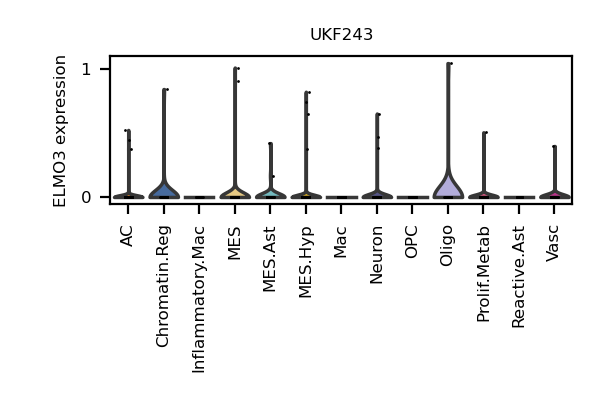 UKF243
ELMO3 expression
1
0
AC
Chromatin.Reg
Inflammatory.Mac
MES
MES.Ast
MES.Hyp
Mac
Neuron
OPC
Oligo
Prolif.Metab
Reactive.Ast
Vasc